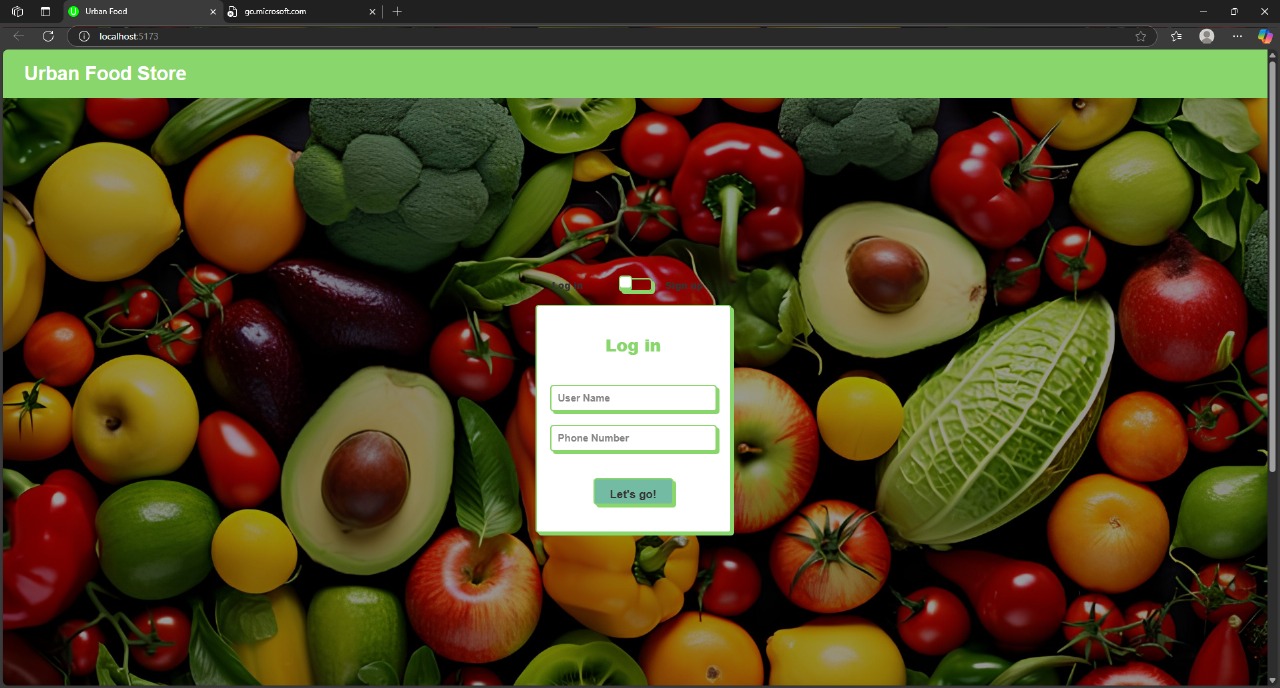 Urban Food
go.microsoft.com
localhost:5173
Urban Food Store
Log in
Sign up
Log in
User Name
Phone Number
Let's go!